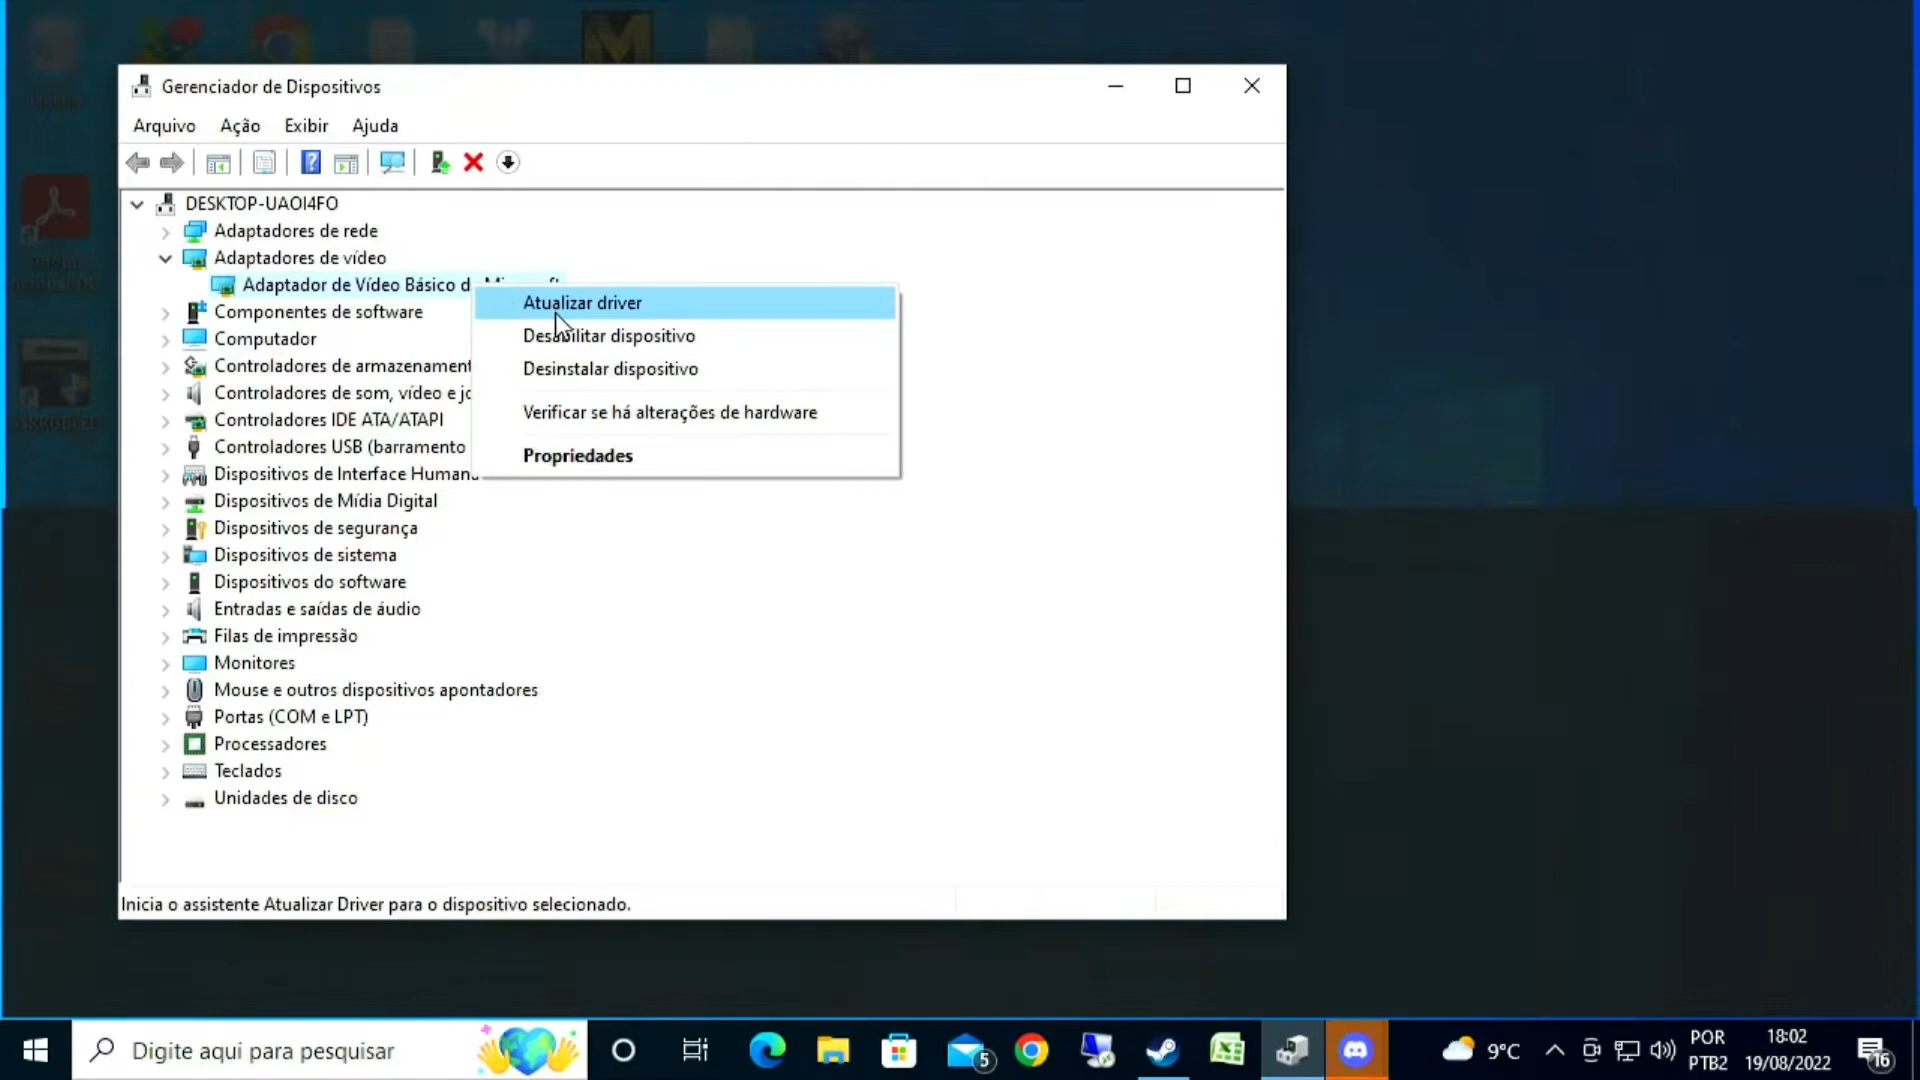 Gerenciador de Dispositivos
Arquivo Ação Exibir Ajuda
DESKTOP-UAOI4FO
Adaptadores de rede
Adaptadores de vídeo
Adaptador de Vídeo Básico d
Atualizar driver
Desabilitar dispositivo
Desinstalar dispositivo
Verificar se há alterações de hardware
Propriedades
Componentes de software
Computador
Controladores de armazenament
Controladores de som, vídeo e jo
Controladores IDE ATA/ATAPI
Controladores USB (barramento
Dispositivos de Interface Humana
Dispositivos de Mídia Digital
Dispositivos de segurança
Dispositivos de sistema
Dispositivos do software
Entradas e saídas de áudio
Filas de impressão
Monitores
Mouse e outros dispositivos apontadores
Portas (COM e LPT)
Processadores
Teclados
Unidades de disco
Inicia o assistente Atualizar Driver para o dispositivo selecionado.
Digite aqui para pesquisar
5
9°C
POR
PTB2
18:02
19/08/2022
16